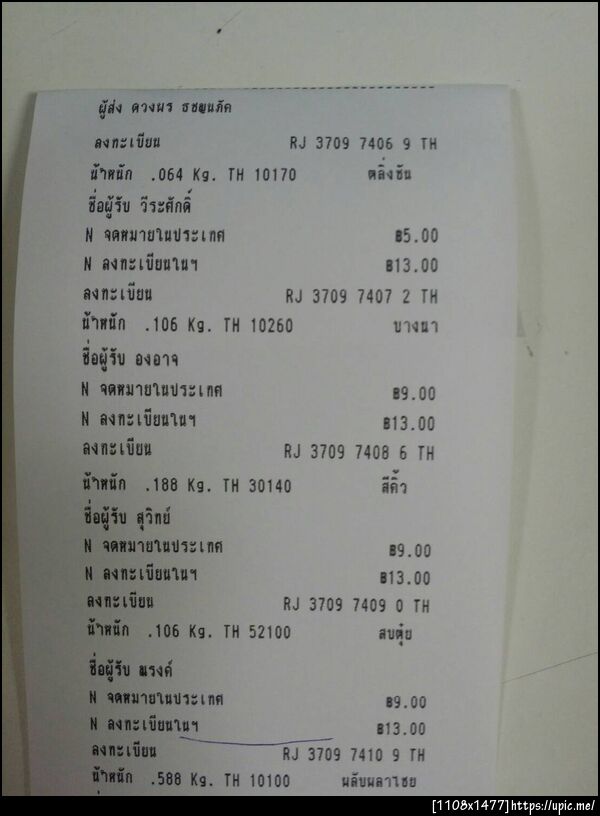 ผู้ส่ง ดวงพร ธชยนภัค
ลงทะเบียน RJ 3709 7406 9 TH
น้ำหนัก .064 Kg. TH 10170 ตลิ่งชัน
ชื่อผู้รับ วีระศักดิ์
N จดหมายในประเทศ ฿5.00
N ลงทะเบียนในฯ ฿13.00
ลงทะเบียน RJ 3709 7407 2 TH
น้ำหนัก .106 Kg. TH 10260 บางนา
ชื่อผู้รับ องอาจ
N จดหมายในประเทศ ฿9.00
N ลงทะเบียนในฯ ฿13.00
ลงทะเบียน RJ 3709 7408 6 TH
น้ำหนัก .188 Kg. TH 30140 สีคิ้ว
ชื่อผู้รับ สุวิทย์
N จดหมายในประเทศ ฿9.00
N ลงทะเบียนในฯ ฿13.00
ลงทะเบียน RJ 3709 7409 0 TH
น้ำหนัก .106 Kg. TH 52100 สบตุ๋ย
ชื่อผู้รับ ณรงค์
N จดหมายในประเทศ ฿9.00
N ลงทะเบียนในฯ ฿13.00
ลงทะเบียน RJ 3709 7410 9 TH
น้ำหนัก .588 Kg. TH 10100 พลับพลาไชย
[1108x1477]https://upic.me/